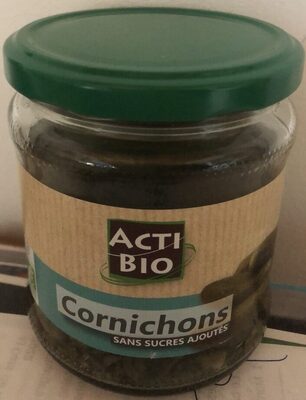 ACTI
BIO
Cornichons
SANS SUCRES AJOUTÉS